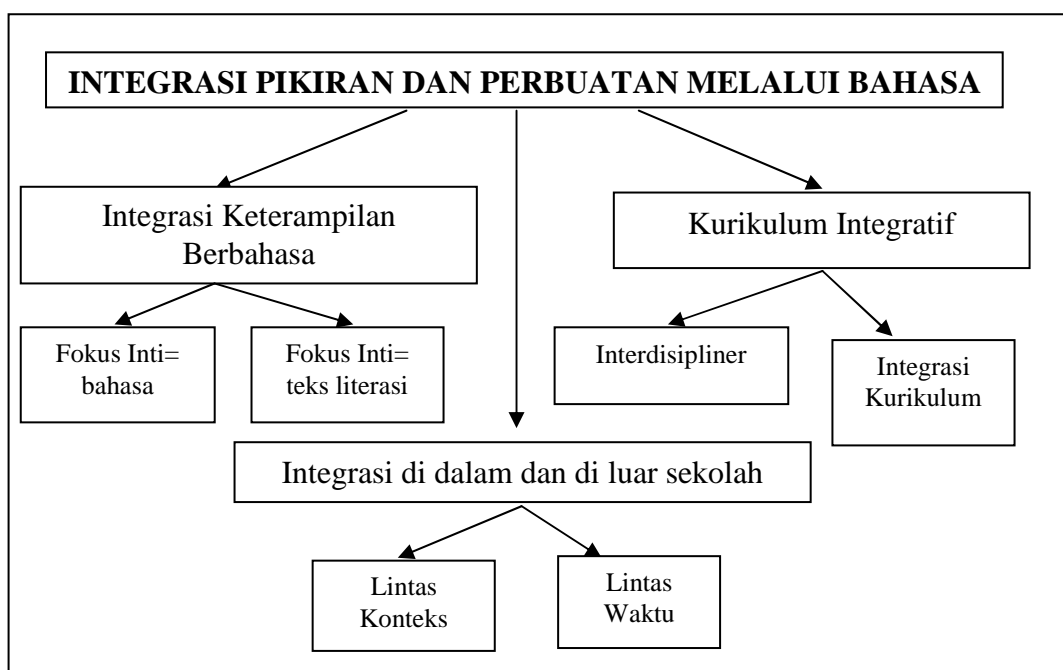 INTEGRASI PIKIRAN DAN PERBUATAN MELALUI BAHASA
Integrasi Keterampilan
Berbahasa
Kurikulum Integratif
Fokus Inti=
bahasa
Fokus Inti=
teks literasi
Interdisipliner
Integrasi
Kurikulum
Integrasi di dalam dan di luar sekolah
Lintas
Konteks
Lintas
Waktu